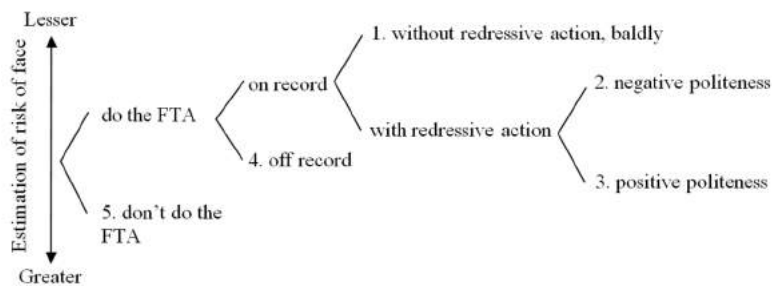 Lesser
Estimation of risk of face
1. without redressive action, baldly
on record
2. negative politeness
do the FTA
with redressive action
4. off record
3. positive politeness
5. don't do the
FTA
Greater